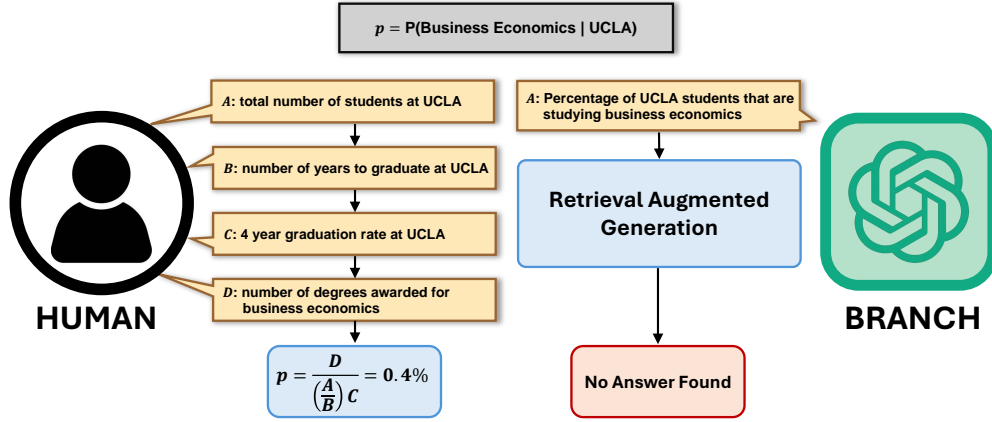 p = P(Business Economics | UCLA)
A: total number of students at UCLA
B: number of years to graduate at UCLA
C: 4 year graduation rate at UCLA
D: number of degrees awarded for
business economics
HUMAN
p = D / ((A/B) C) = 0.4%
A: Percentage of UCLA students that are
studying business economics
Retrieval Augmented
Generation
BRANCH
No Answer Found